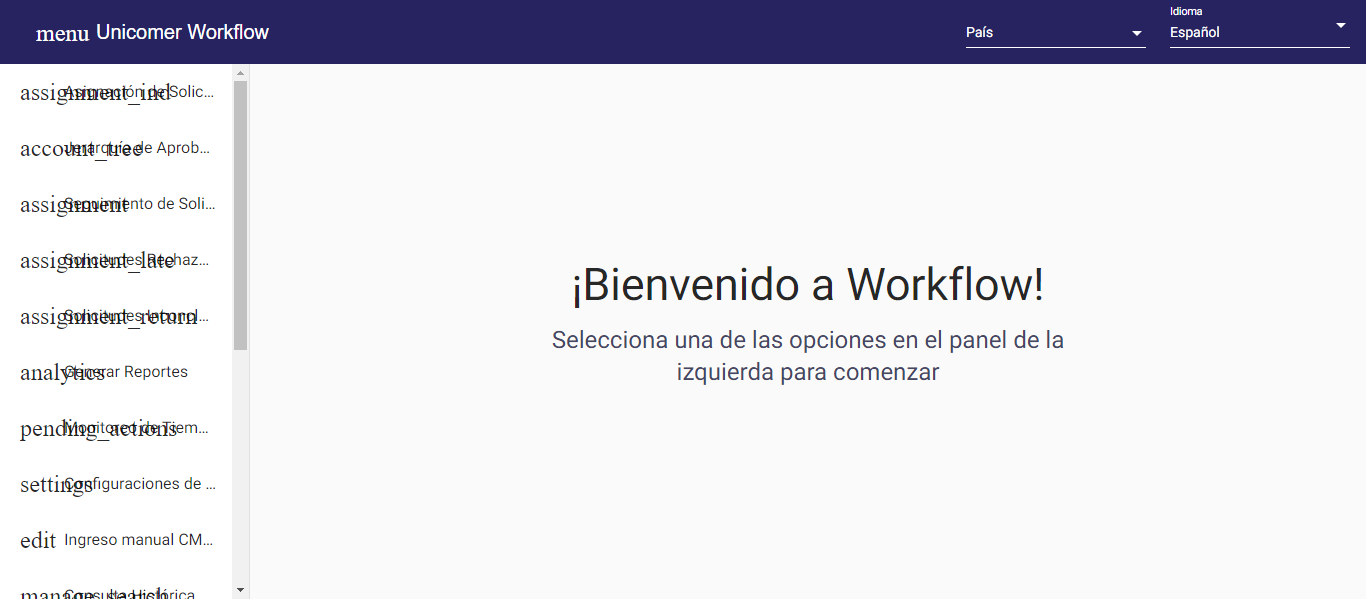 menu Unicomer Workflow
País
Idioma
Español
assignment_ind Asignación de Solic...
account_tree Jerarquía de Aprob...
assignment Seguimiento de Soli...
assignment_late Solicitudes Rechaz...
assignment_return Solicitudes Inconcl...
analytics Generar Reportes
pending_actions Monitoreo de Tiem...
settings Configuraciones de ...
edit Ingreso manual CM...
manage_search Consulta Histórica
¡Bienvenido a Workflow!
Selecciona una de las opciones en el panel de la
izquierda para comenzar